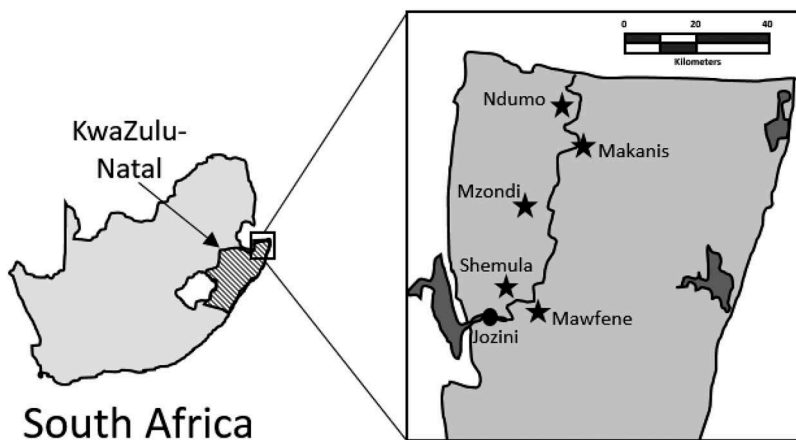 KwaZulu-
Natal
South Africa
0 20 40
Kilometers
Ndumo
Makanis
Mzondi
Shemula
Mawfene
Jozini